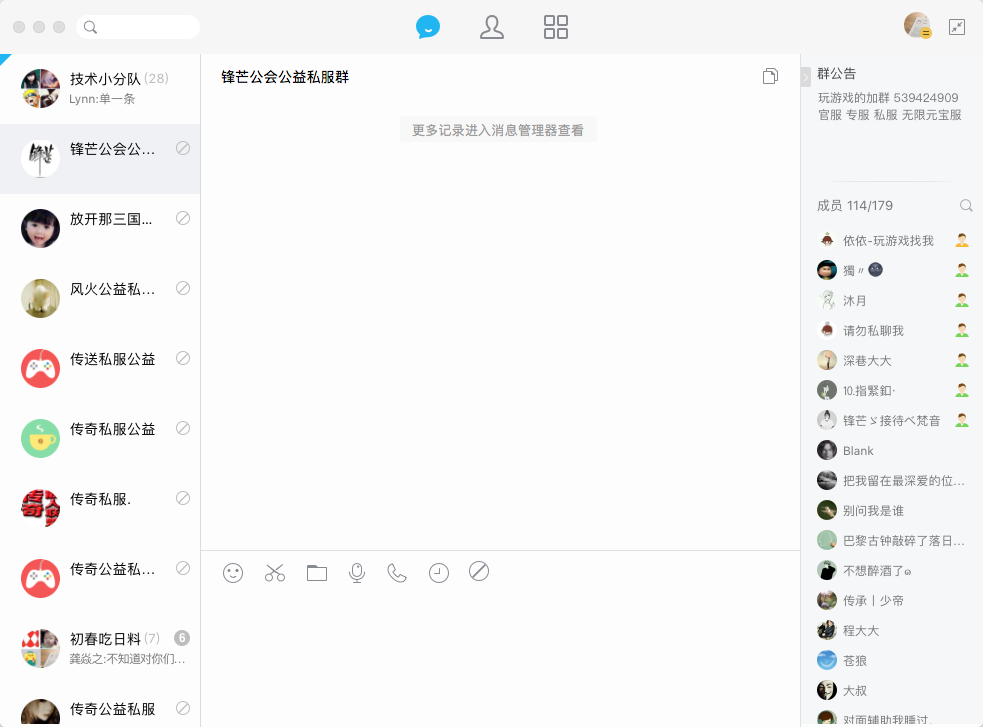 技术小分队 (28)
Lynn:单一条
锋芒公会公…
放开那三国...
风火公益私…
传送私服公益
传奇私服公益
传奇私服.
传奇公益私…
初春吃日料 (7)
6
龚焱之:不知道对你们…
传奇公益私服
锋芒公会公益私服群
更多记录进入消息管理器查看
群公告
玩游戏的加群 539424909
官服 专服 私服 无限元宝服
成员 114/179
依依-玩游戏找我
獨〃
沐月
请勿私聊我
深巷大大
10.指緊釦·
锋芒ゞ接待べ梵音
Blank
把我留在最深爱的位…
别问我是谁
巴黎古钟敲碎了落日…
不想醉酒了๑
传承丨少帝
程大大
苍狼
大叔
对面辅助我睡过.